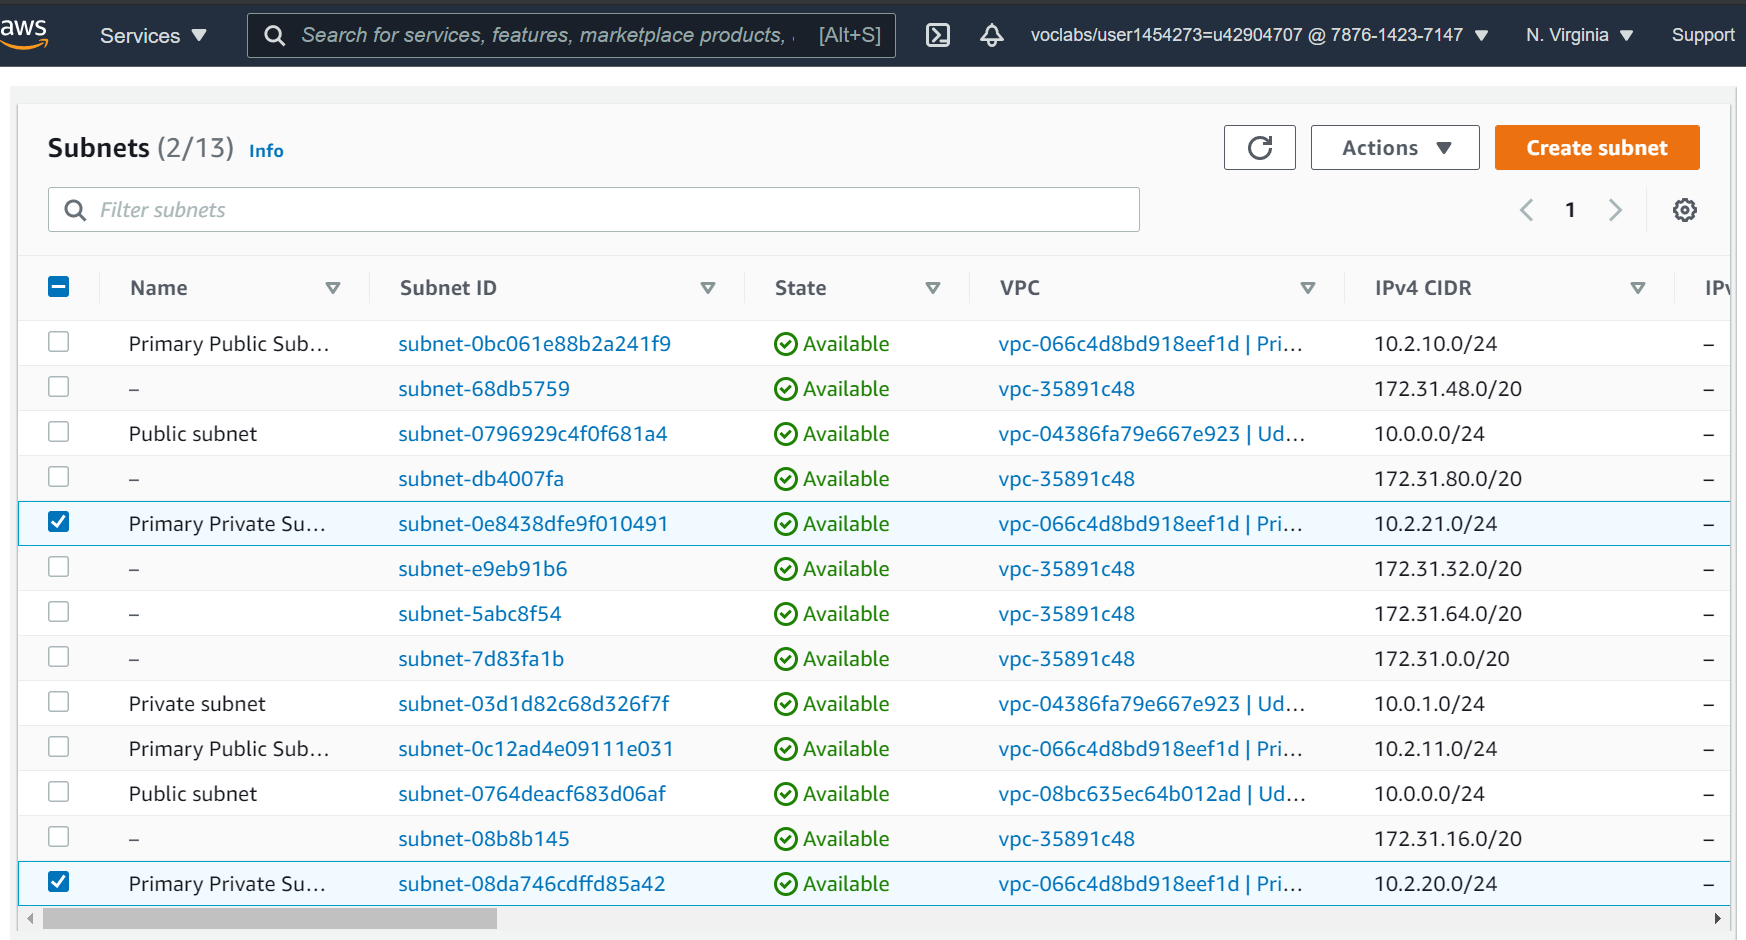 aws Services Search for services, features, marketplace products, [Alt+S] voclabs/user1454273=u42904707 @ 7876-1423-7147 N. Virginia Support
Subnets (2/13) Info Actions Create subnet
Filter subnets 1
Name Subnet ID State VPC IPv4 CIDR IPv
Primary Public Sub... subnet-0bc061e88b2a241f9 Available vpc-066c4d8bd918eef1d | Pri... 10.2.10.0/24 –
– subnet-68db5759 Available vpc-35891c48 172.31.48.0/20 –
Public subnet subnet-0796929c4f0f681a4 Available vpc-04386fa79e667e923 | Ud... 10.0.0.0/24 –
– subnet-db4007fa Available vpc-35891c48 172.31.80.0/20 –
Primary Private Su... subnet-0e8438dfe9f010491 Available vpc-066c4d8bd918eef1d | Pri... 10.2.21.0/24 –
– subnet-e9eb91b6 Available vpc-35891c48 172.31.32.0/20 –
– subnet-5abc8f54 Available vpc-35891c48 172.31.64.0/20 –
– subnet-7d83fa1b Available vpc-35891c48 172.31.0.0/20 –
Private subnet subnet-03d1d82c68d326f7f Available vpc-04386fa79e667e923 | Ud... 10.0.1.0/24 –
Primary Public Sub... subnet-0c12ad4e09111e031 Available vpc-066c4d8bd918eef1d | Pri... 10.2.11.0/24 –
Public subnet subnet-0764deacf683d06af Available vpc-08bc635ec64b012ad | Ud... 10.0.0.0/24 –
– subnet-08b8b145 Available vpc-35891c48 172.31.16.0/20 –
Primary Private Su... subnet-08da746cdffd85a42 Available vpc-066c4d8bd918eef1d | Pri... 10.2.20.0/24 –